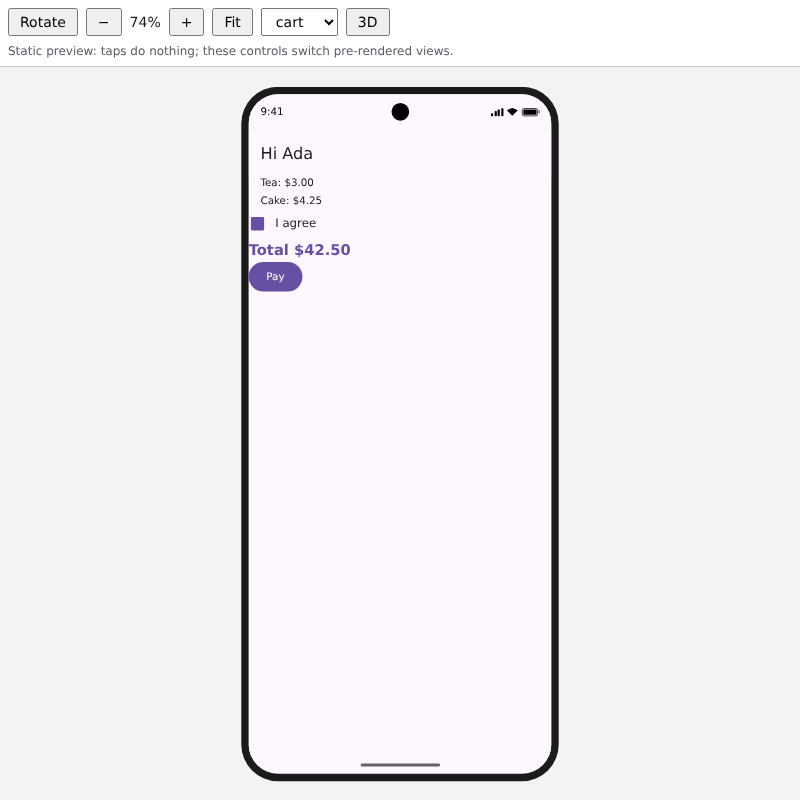 Rotate − 74% + Fit cart 3D
Static preview: taps do nothing; these controls switch pre-rendered views.
9:41
Hi Ada
Tea: $3.00
Cake: $4.25
I agree
Total $42.50
Pay